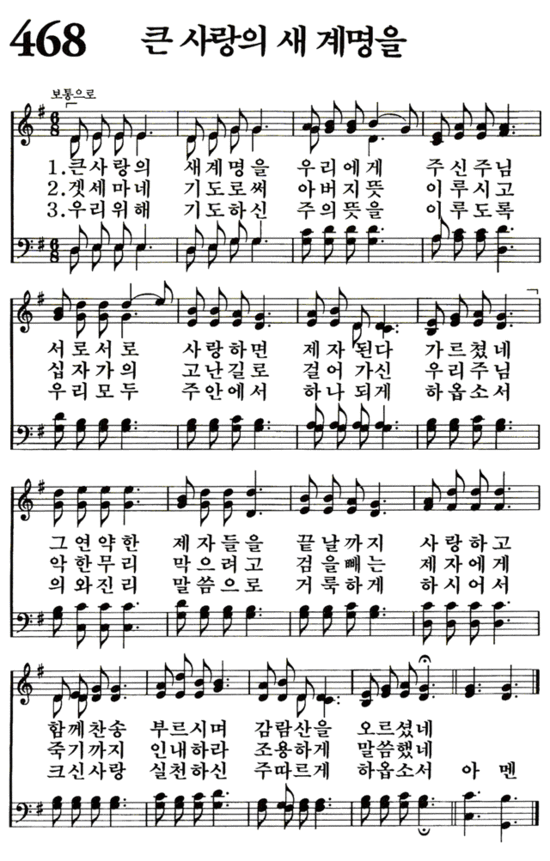 468 큰 사랑의 새 계명을
보통으로
1.큰사랑의 새계명을 우리에게 주신주님
2.겟세마네 기도로써 아버지뜻 이루시고
3.우리위해 기도하신 주의뜻을 이루도록
서로서로 사랑하면 제자된다 가르쳤네
십자가의 고난길로 걸어가신 우리주님
우리모두 주안에서 하나되게 하옵소서
그연약한 제자들을 끝날까지 사랑하고
악한무리 막으려고 검을빼는 제자에게
의와진리 말씀으로 거룩하게 하시어서
함께찬송 부르시며 감람산을 오르셨네
죽기까지 인내하라 조용하게 말씀했네
크신사랑 실천하신 주따르게 하옵소서 아멘